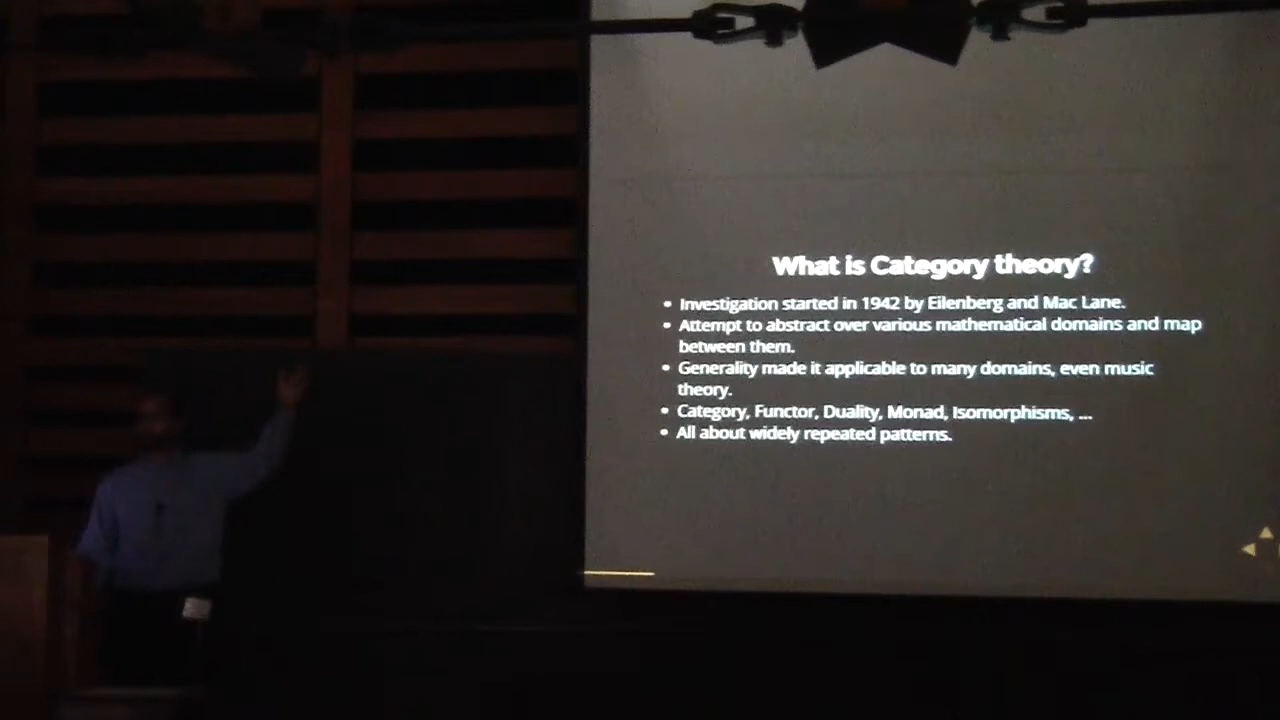 What is Category theory?
• Investigation started in 1942 by Eilenberg and Mac Lane.
• Attempt to abstract over various mathematical domains and map
between them.
• Generality made it applicable to many domains, even music
theory.
• Category, Functor, Duality, Monad, Isomorphisms, ...
• All about widely repeated patterns.